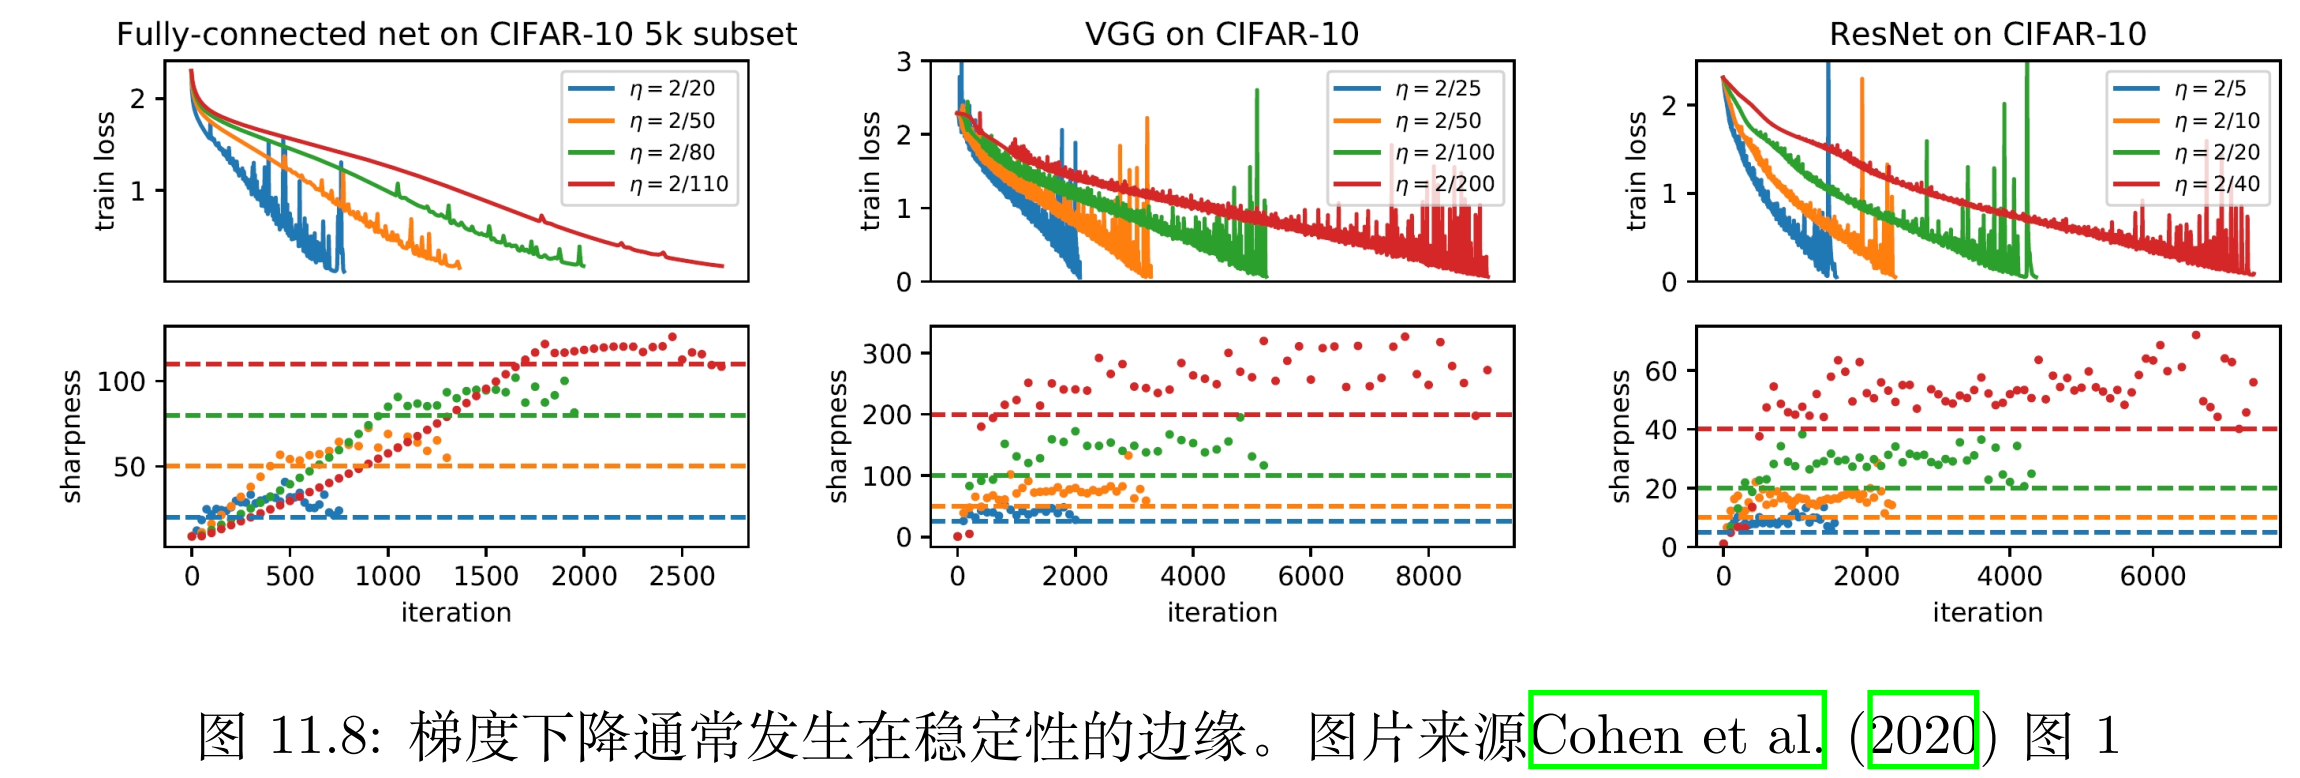 Fully-connected net on CIFAR-10 5k subset
train loss
2
1
η = 2/20
η = 2/50
η = 2/80
η = 2/110
sharpness
100
50
0 500 1000 1500 2000 2500
iteration
VGG on CIFAR-10
train loss
3
2
1
0
η = 2/25
η = 2/50
η = 2/100
η = 2/200
sharpness
300
200
100
0
0 2000 4000 6000 8000
iteration
ResNet on CIFAR-10
train loss
2
1
0
η = 2/5
η = 2/10
η = 2/20
η = 2/40
sharpness
60
40
20
0
0 2000 4000 6000
iteration
图 11.8: 梯度下降通常发生在稳定性的边缘。图片来源Cohen et al. (2020) 图 1